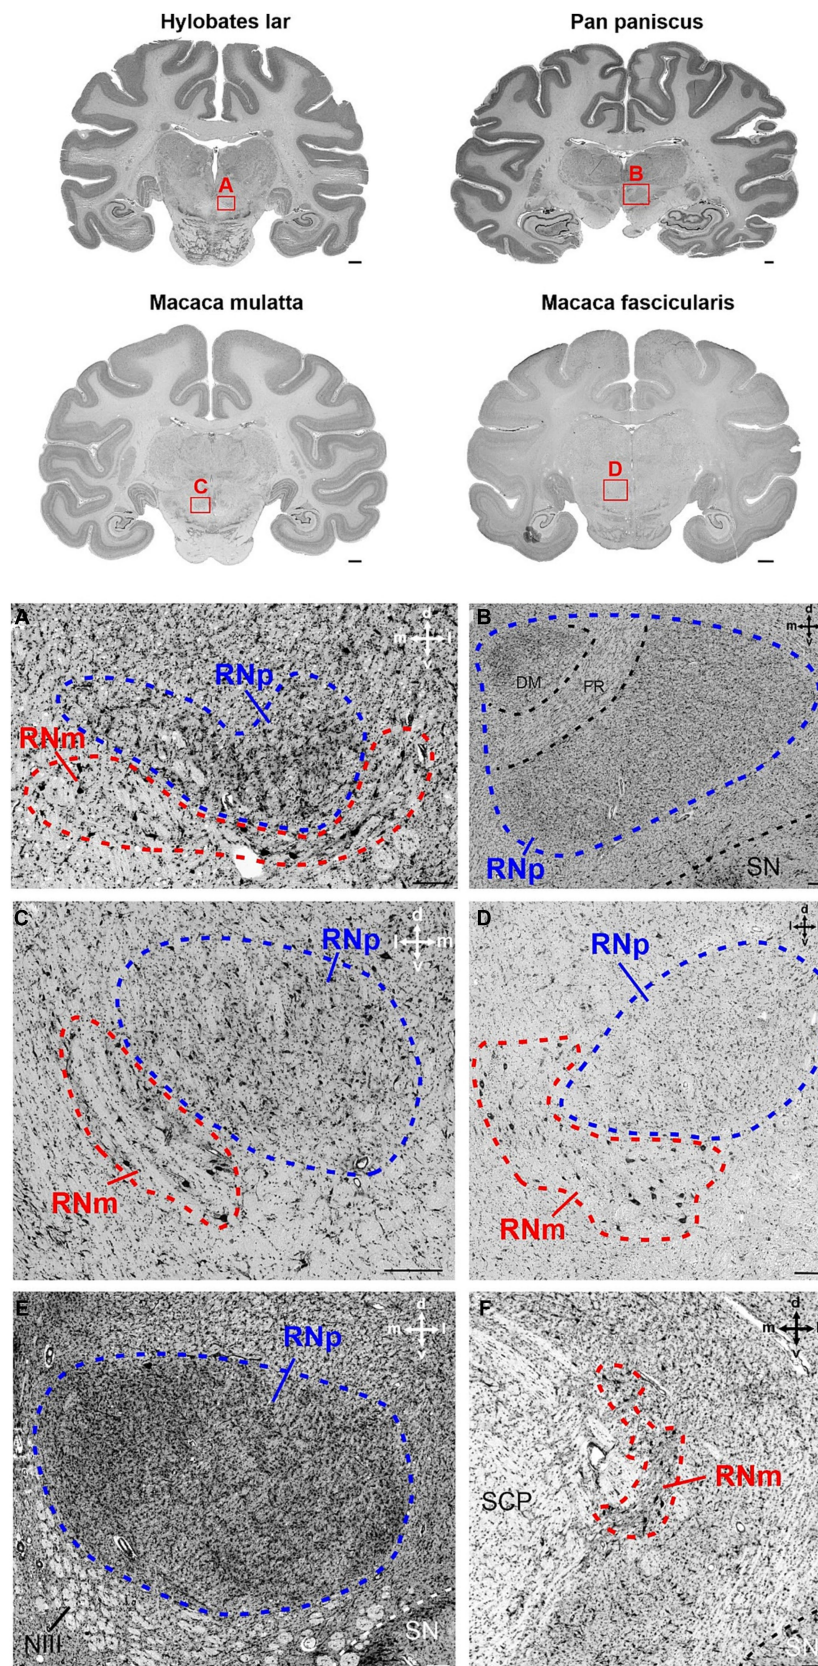 Hylobates lar
Pan paniscus
A
B
Macaca mulatta
Macaca fascicularis
C
D
A
d
m l
v
RNp
RNm
B
d
m
v
DM
PR
RNp
SN
C
d
l m
v
RNp
RNm
D
d
l
v
RNp
RNm
E
d
m l
v
RNp
NIII
SN
F
d
m l
v
RNm
SCP
SN